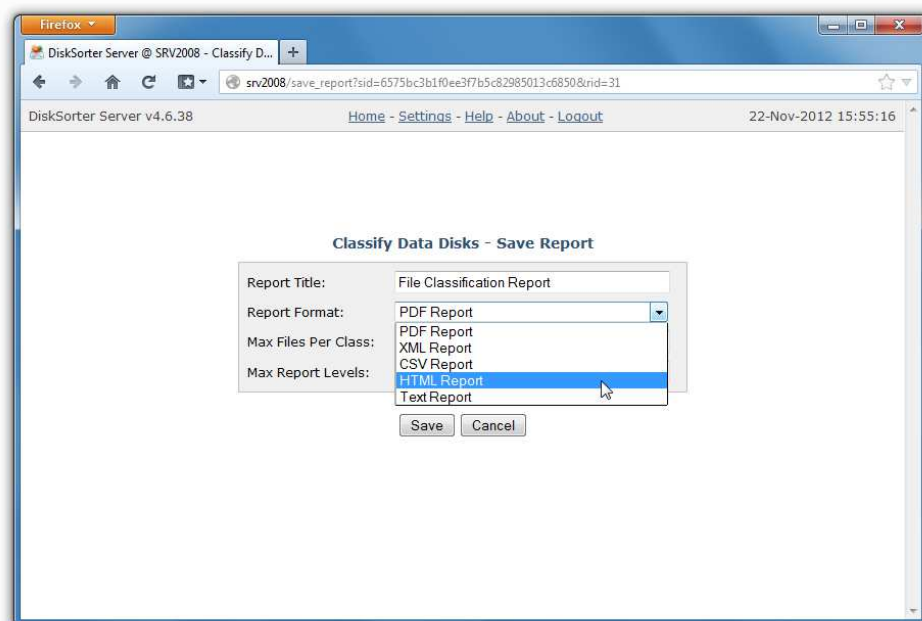 Firefox
DiskSorter Server @ SRV2008 - Classify D...
srv2008/save_report?sid=6575bc3b1f0ee3f7b5c82985013c6850&rid=31
DiskSorter Server v4.6.38 Home - Settings - Help - About - Logout 22-Nov-2012 15:55:16
Classify Data Disks - Save Report
Report Title: File Classification Report
Report Format: PDF Report
PDF Report
Max Files Per Class: XML Report
CSV Report
Max Report Levels: HTML Report
Text Report
Save Cancel